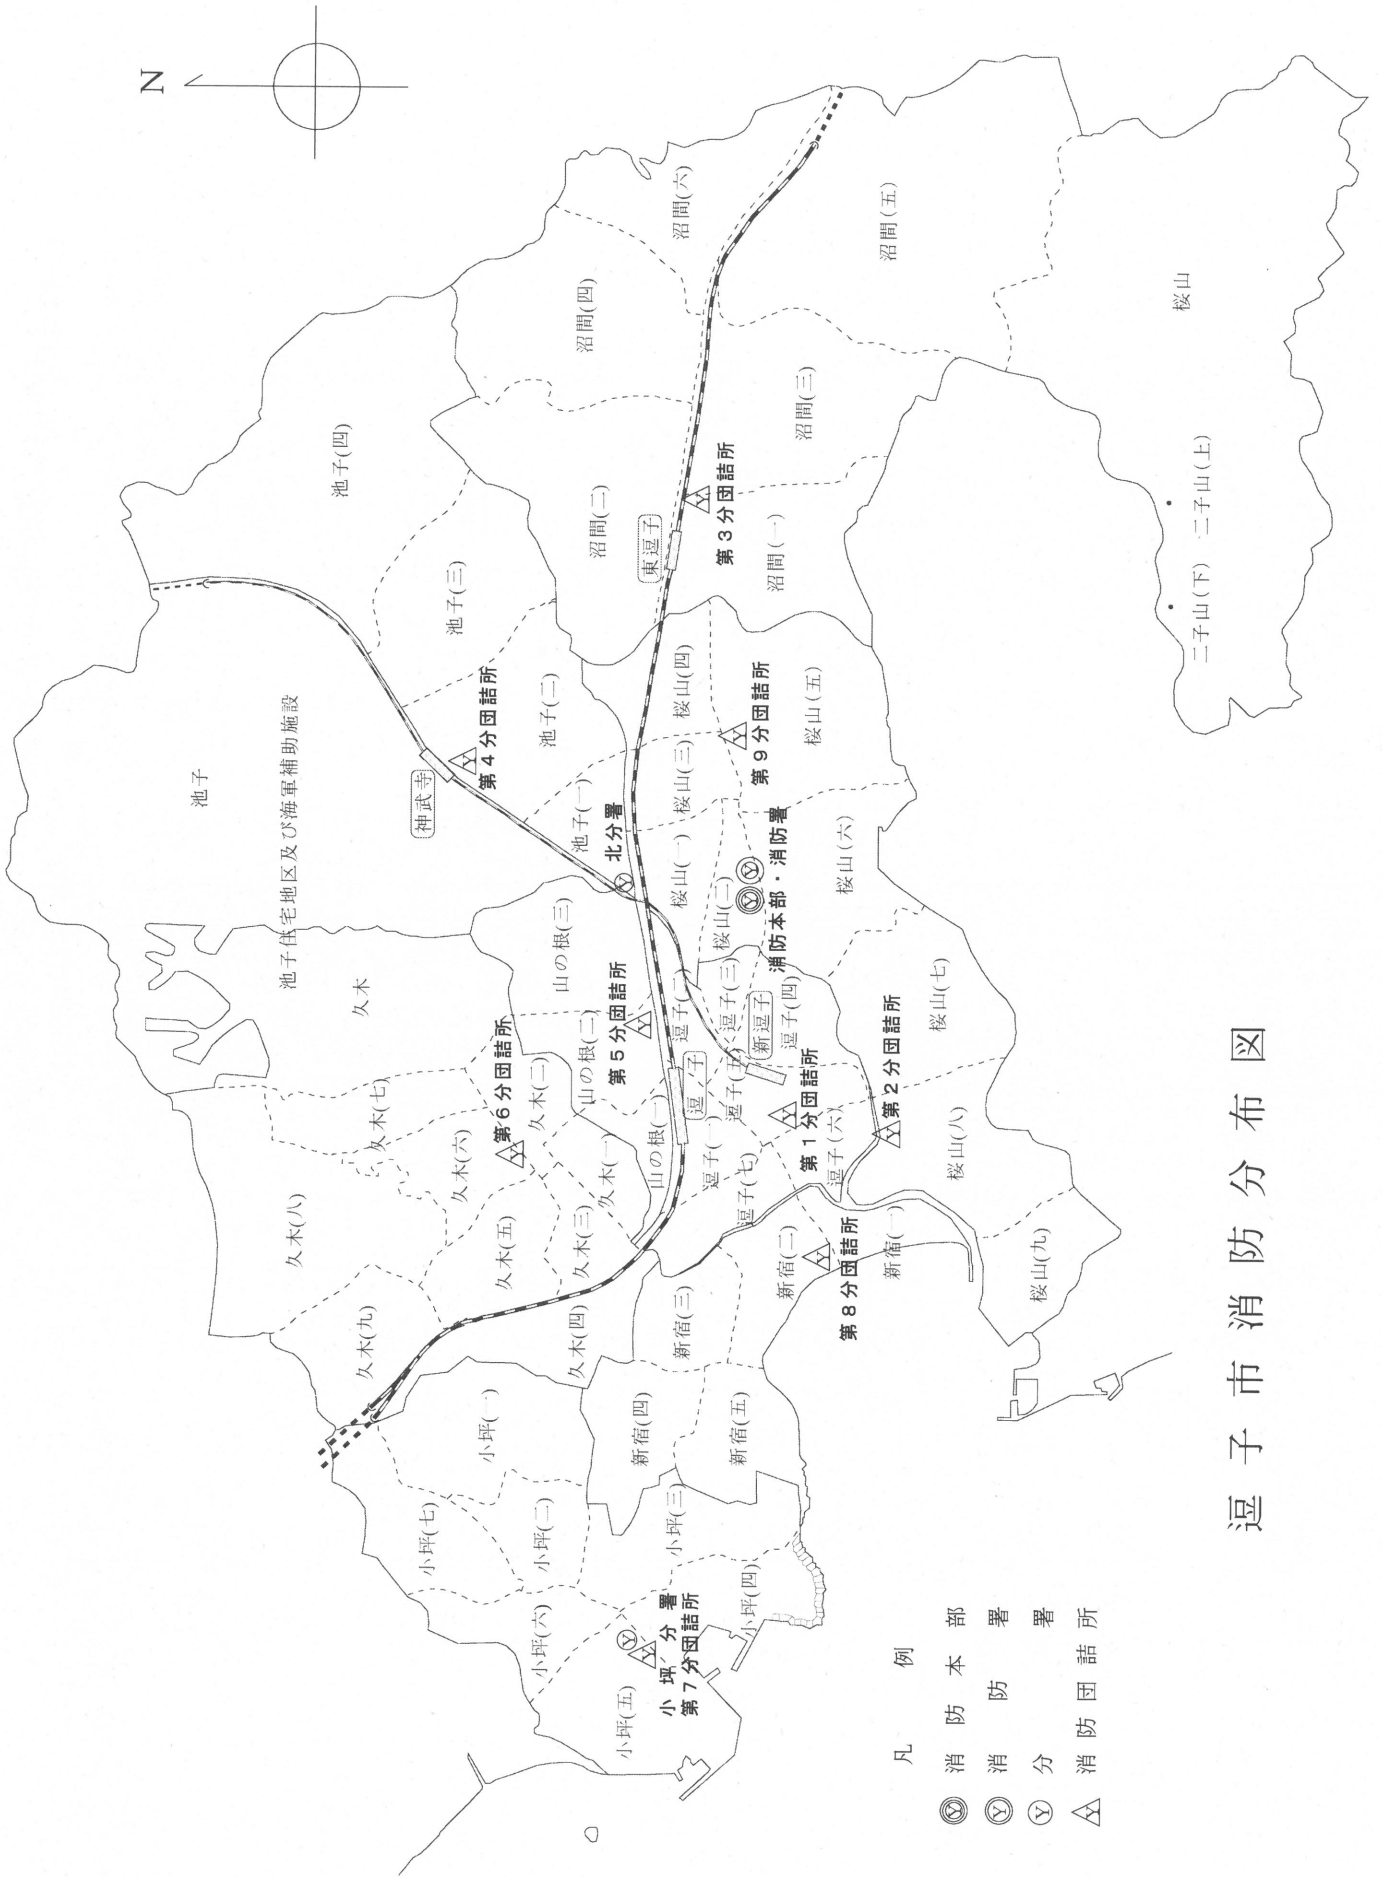 逗子市消防分布図
N
池子
池子住宅地区及び海軍補助施設
池子(四)
池子(三)
池子(二)
池子(一)
神武寺
第4分団詰所
北分署
沼間(六)
沼間(五)
沼間(四)
沼間(三)
沼間(二)
沼間(一)
東逗子
第3分団詰所
桜山
二子山(上)
二子山(下)
桜山(四)
桜山(五)
桜山(三)
桜山(一)
桜山(二)
桜山(六)
桜山(七)
桜山(八)
桜山(九)
第9分団詰所
消防本部・消防署
久木
久木(七)
久木(八)
久木(六)
久木(五)
久木(九)
久木(二)
久木(一)
久木(三)
久木(四)
第6分団詰所
山の根(三)
山の根(二)
山の根(一)
第5分団詰所
逗子(二)
逗子(三)
逗子(四)
逗子(五)
逗子(一)
逗子(六)
逗子(七)
逗子
新逗子
第1分団詰所
第2分団詰所
新宿(一)
新宿(二)
新宿(三)
新宿(四)
新宿(五)
第8分団詰所
小坪(一)
小坪(七)
小坪(二)
小坪(三)
小坪(四)
小坪(六)
小坪(五)
小坪分署
第7分団詰所
凡例
Y 消防本部
Y 消防署
Y 分署
Y 消防団詰所